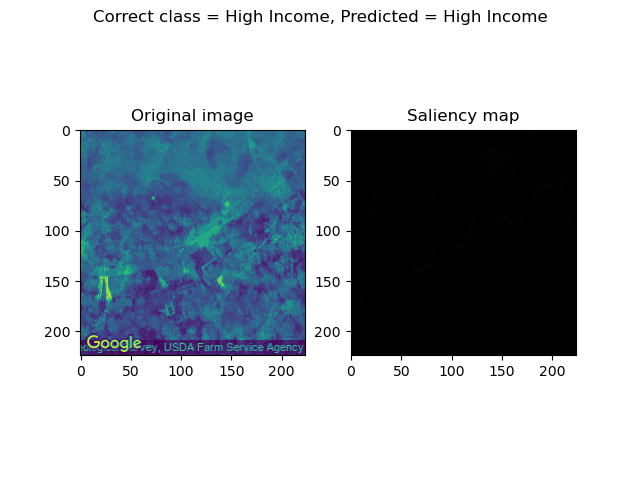 Correct class = High Income, Predicted = High Income
Original image
Saliency map
0
50
100
150
200
0 50 100 150 200
0
50
100
150
200
0 50 100 150 200
Google
Survey, USDA Farm Service Agency